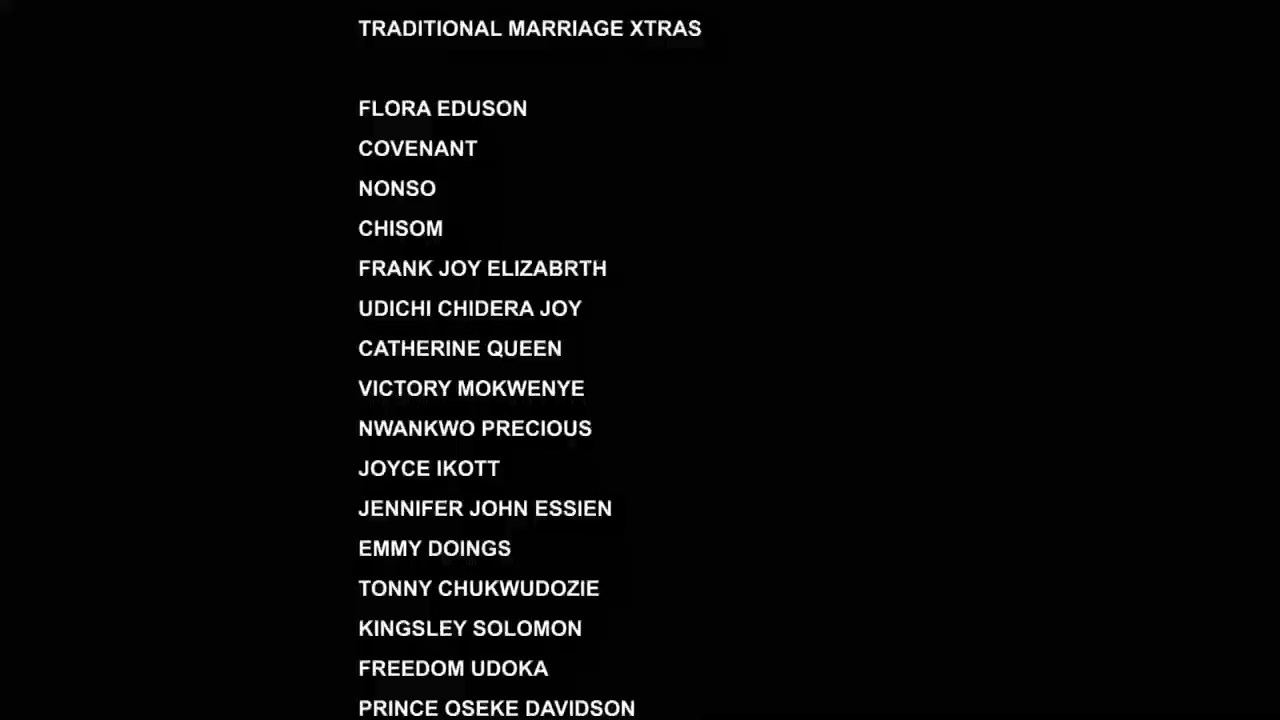 TRADITIONAL MARRIAGE XTRAS
FLORA EDUSON
COVENANT
NONSO
CHISOM
FRANK JOY ELIZABRTH
UDICHI CHIDERA JOY
CATHERINE QUEEN
VICTORY MOKWENYE
NWANKWO PRECIOUS
JOYCE IKOTT
JENNIFER JOHN ESSIEN
EMMY DOINGS
TONNY CHUKWUDOZIE
KINGSLEY SOLOMON
FREEDOM UDOKA
PRINCE OSEKE DAVIDSON